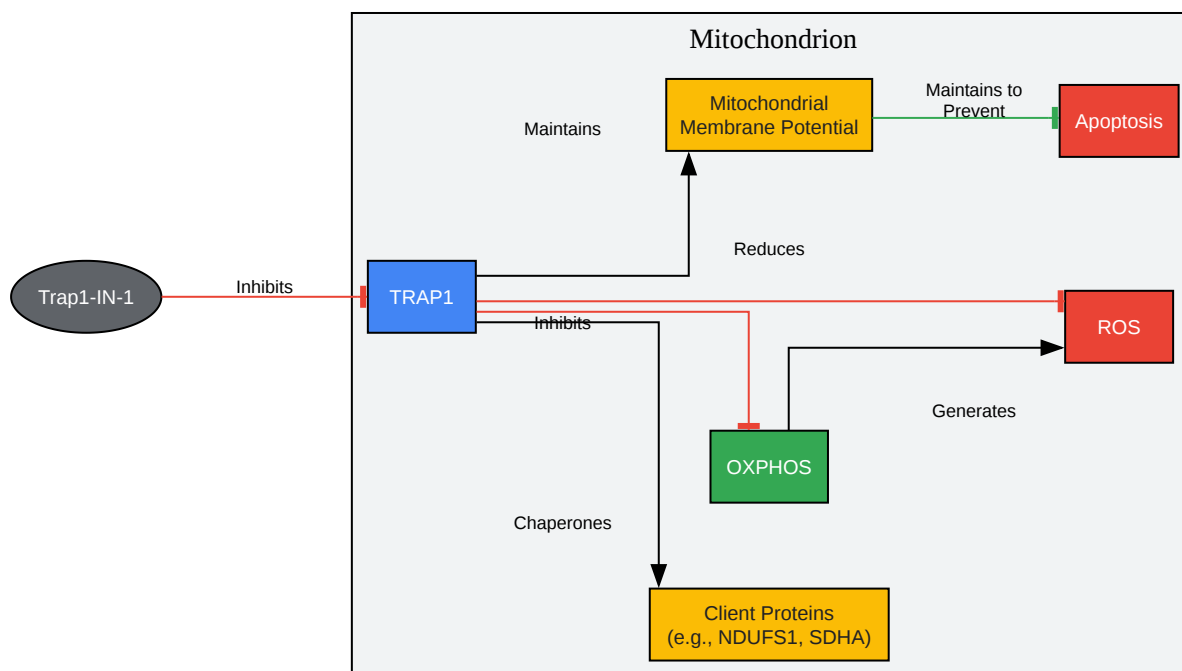 Mitochondrion
Mitochondrial
Membrane Potential
Maintains to
Prevent
Apoptosis
Maintains
Reduces
Trap1-IN-1
Inhibits
TRAP1
Inhibits
ROS
Generates
OXPHOS
Chaperones
Client Proteins
(e.g., NDUFS1, SDHA)